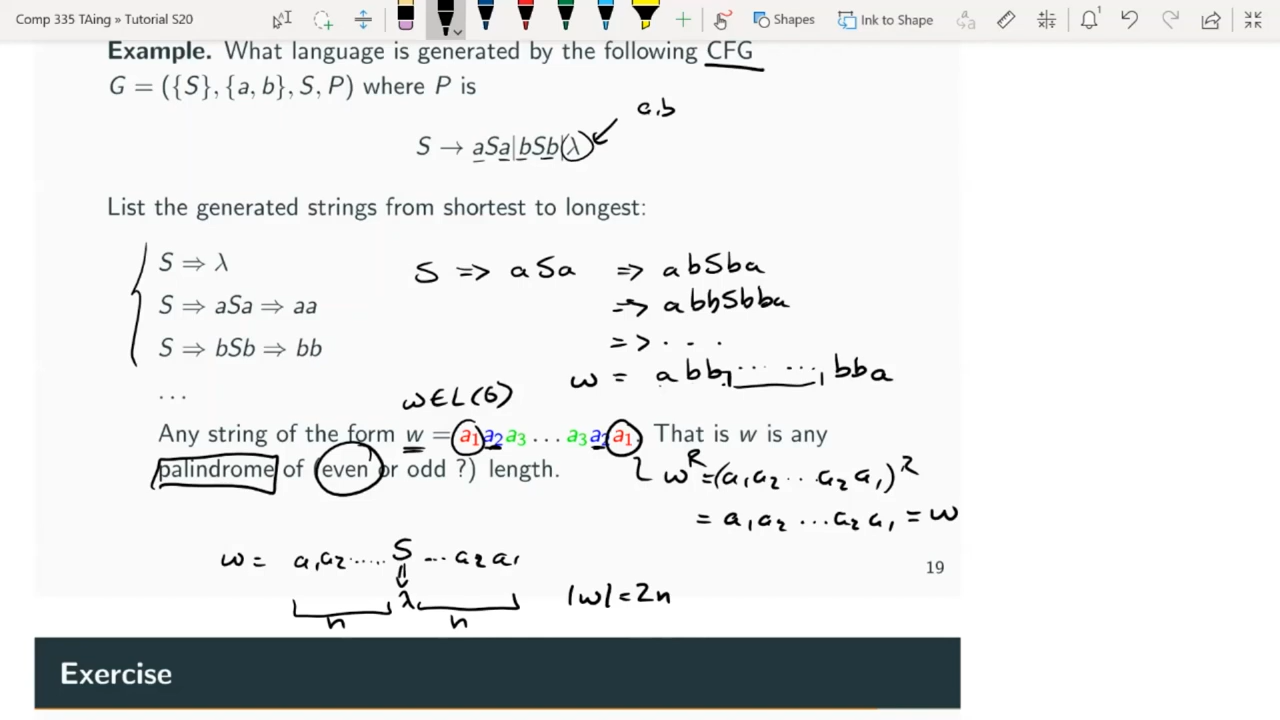 Comp 335 TAing » Tutorial S20
Shapes
Ink to Shape
Example. What language is generated by the following CFG
G = ({S}, {a, b}, S, P) where P is
a,b
S → aSa|bSb|λ
List the generated strings from shortest to longest:
S ⇒ λ
S ⇒ aSa ⇒ aa
S ⇒ bSb ⇒ bb
...
S => aSa => abSba
=> abbSbba
=> . . .
w = abb ... ... bba
w ∈ L(G)
Any string of the form w = a₁a₂a₃ ... a₃a₂a₁. That is w is any
palindrome of (even or odd ?) length.
w^R = (a₁a₂ ... a₂a₁)^R
= a₁a₂ ... a₂a₁ = w
w = a₁a₂ ..... S ... a₂a₁
λ
n n
|w| = 2n
19
Exercise